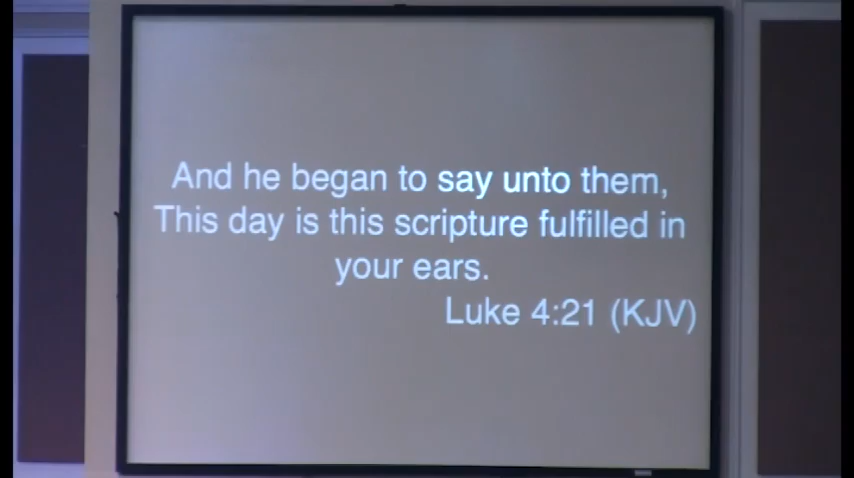 And he began to say unto them,
This day is this scripture fulfilled in
your ears.
Luke 4:21 (KJV)